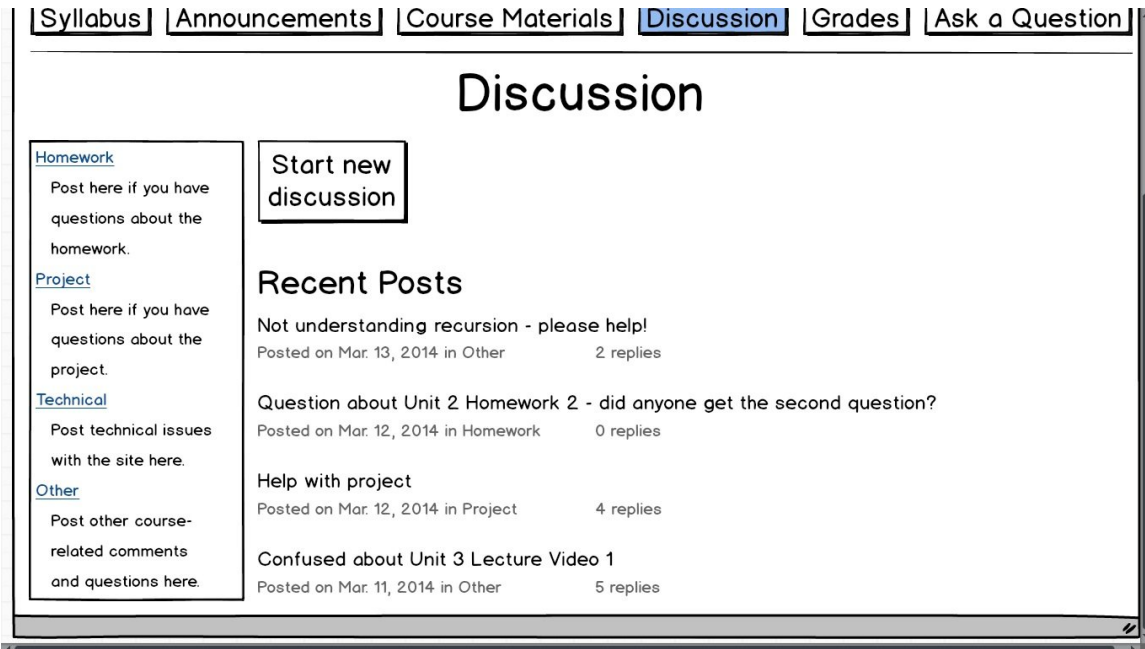 Syllabus Announcements Course Materials Discussion Grades Ask a Question
Discussion
Homework
Post here if you have
questions about the
homework.
Project
Post here if you have
questions about the
project.
Technical
Post technical issues
with the site here.
Other
Post other course-
related comments
and questions here.
Start new
discussion
Recent Posts
Not understanding recursion - please help!
Posted on Mar. 13, 2014 in Other 2 replies
Question about Unit 2 Homework 2 - did anyone get the second question?
Posted on Mar. 12, 2014 in Homework 0 replies
Help with project
Posted on Mar. 12, 2014 in Project 4 replies
Confused about Unit 3 Lecture Video 1
Posted on Mar. 11, 2014 in Other 5 replies